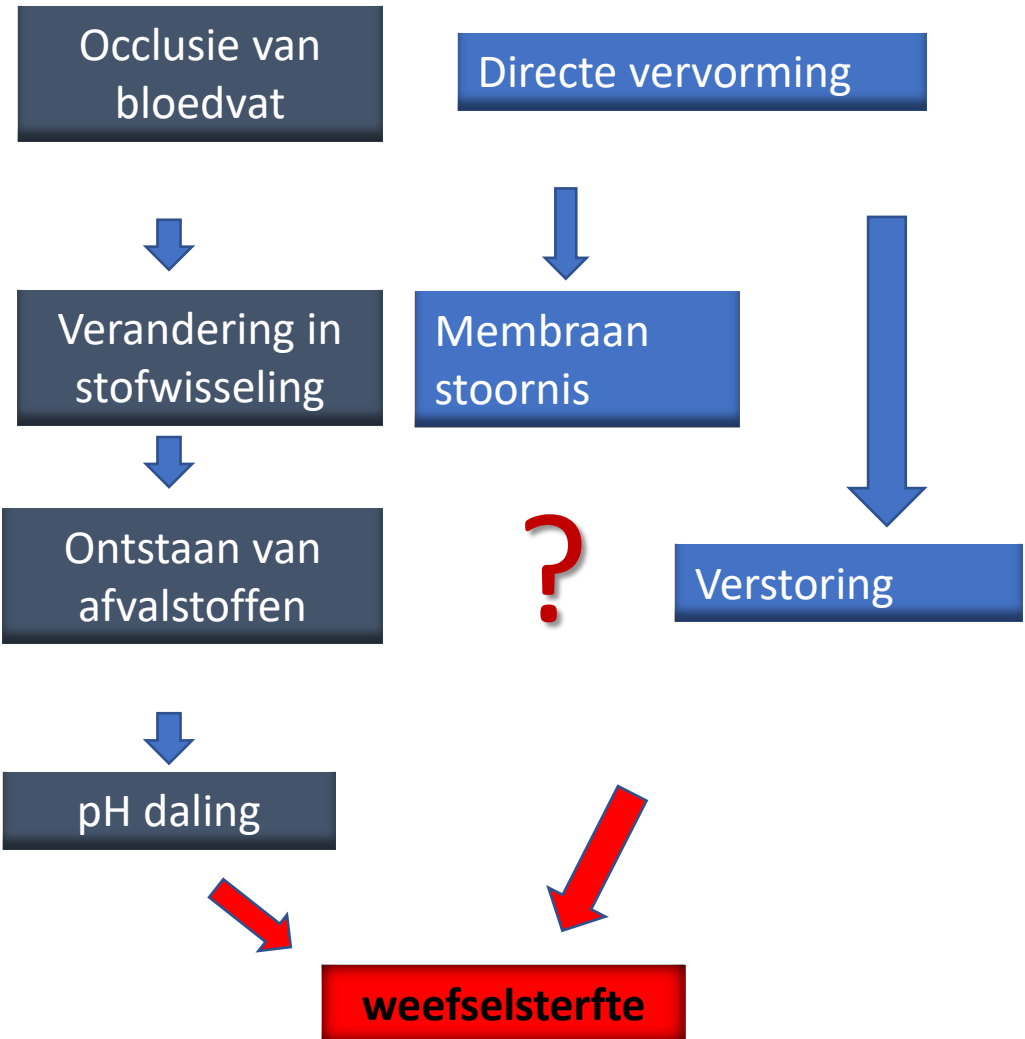 Occlusie van
bloedvat
Directe vervorming
Verandering in
stofwisseling
Membraan
stoornis
Ontstaan van
afvalstoffen
?
Verstoring
pH daling
weefselsterfte